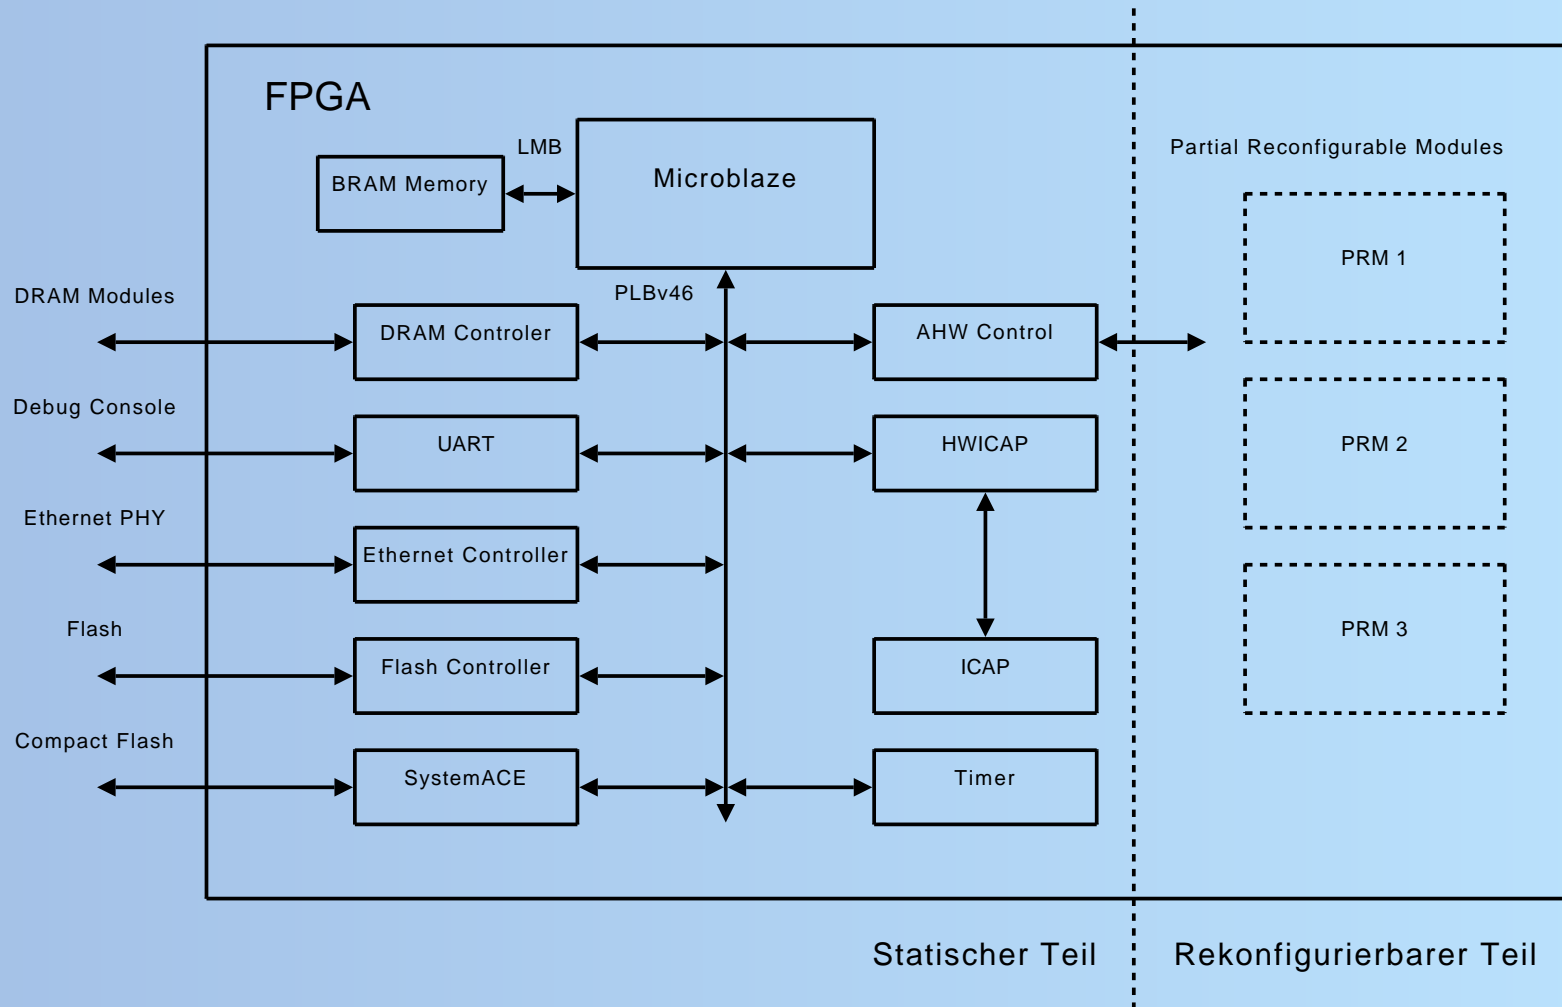 FPGA
LMB
Microblaze
BRAM Memory
Partial Reconfigurable Modules
PRM 1
DRAM Modules
PLBv46
DRAM Controler
AHW Control
Debug Console
UART
HWICAP
PRM 2
Ethernet PHY
Ethernet Controller
Flash
Flash Controller
ICAP
PRM 3
Compact Flash
SystemACE
Timer
Statischer Teil
Rekonfigurierbarer Teil